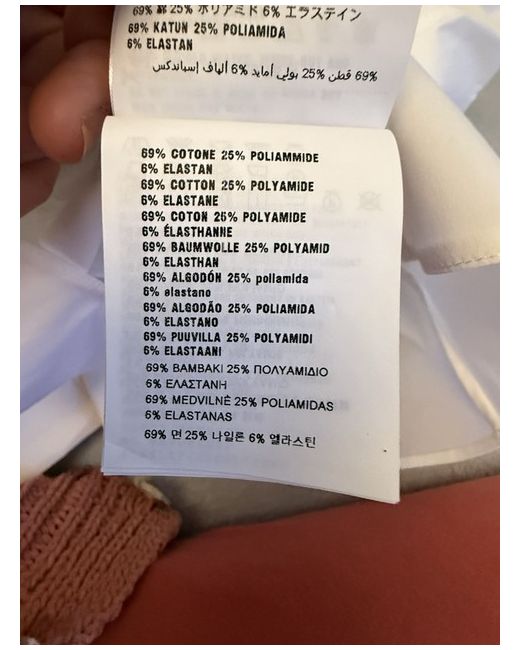 69% 綿 25% ポリアミド 6% エラステイン
69% KATUN 25% POLIAMIDA
6% ELASTAN
69% قطن 25% بولي أمايد 6% ألياف إسباندكس
69% COTONE 25% POLIAMMIDE
6% ELASTAN
69% COTTON 25% POLYAMIDE
6% ELASTANE
69% COTON 25% POLYAMIDE
6% ÉLASTHANNE
69% BAUMWOLLE 25% POLYAMID
6% ELASTHAN
69% ALGODÓN 25% poliamida
6% elastano
69% ALGODÃO 25% POLIAMIDA
6% ELASTANO
69% PUUVILLA 25% POLYAMIDI
6% ELASTAANI
69% ΒΑΜΒΑΚΙ 25% ΠΟΛΥΑΜΙΔΙΟ
6% ΕΛΑΣΤΑΝΗ
69% MEDVILNĖ 25% POLIAMIDAS
6% ELASTANAS
69% 면 25% 나일론 6% 엘라스틴